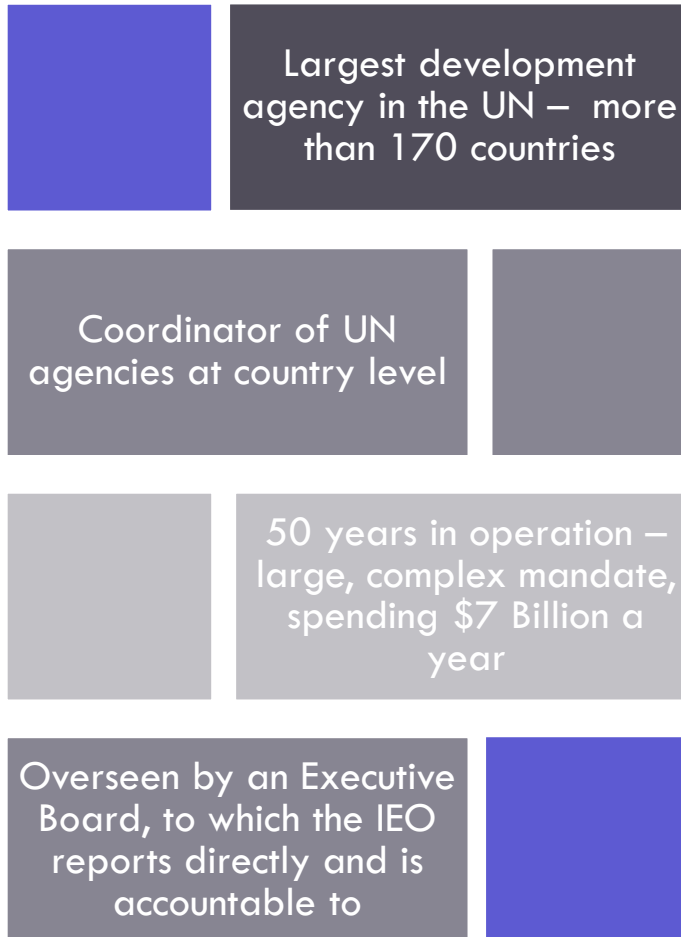 Largest development
agency in the UN – more
than 170 countries
Coordinator of UN
agencies at country level
50 years in operation –
large, complex mandate,
spending $7 Billion a
year
Overseen by an Executive
Board, to which the IEO
reports directly and is
accountable to